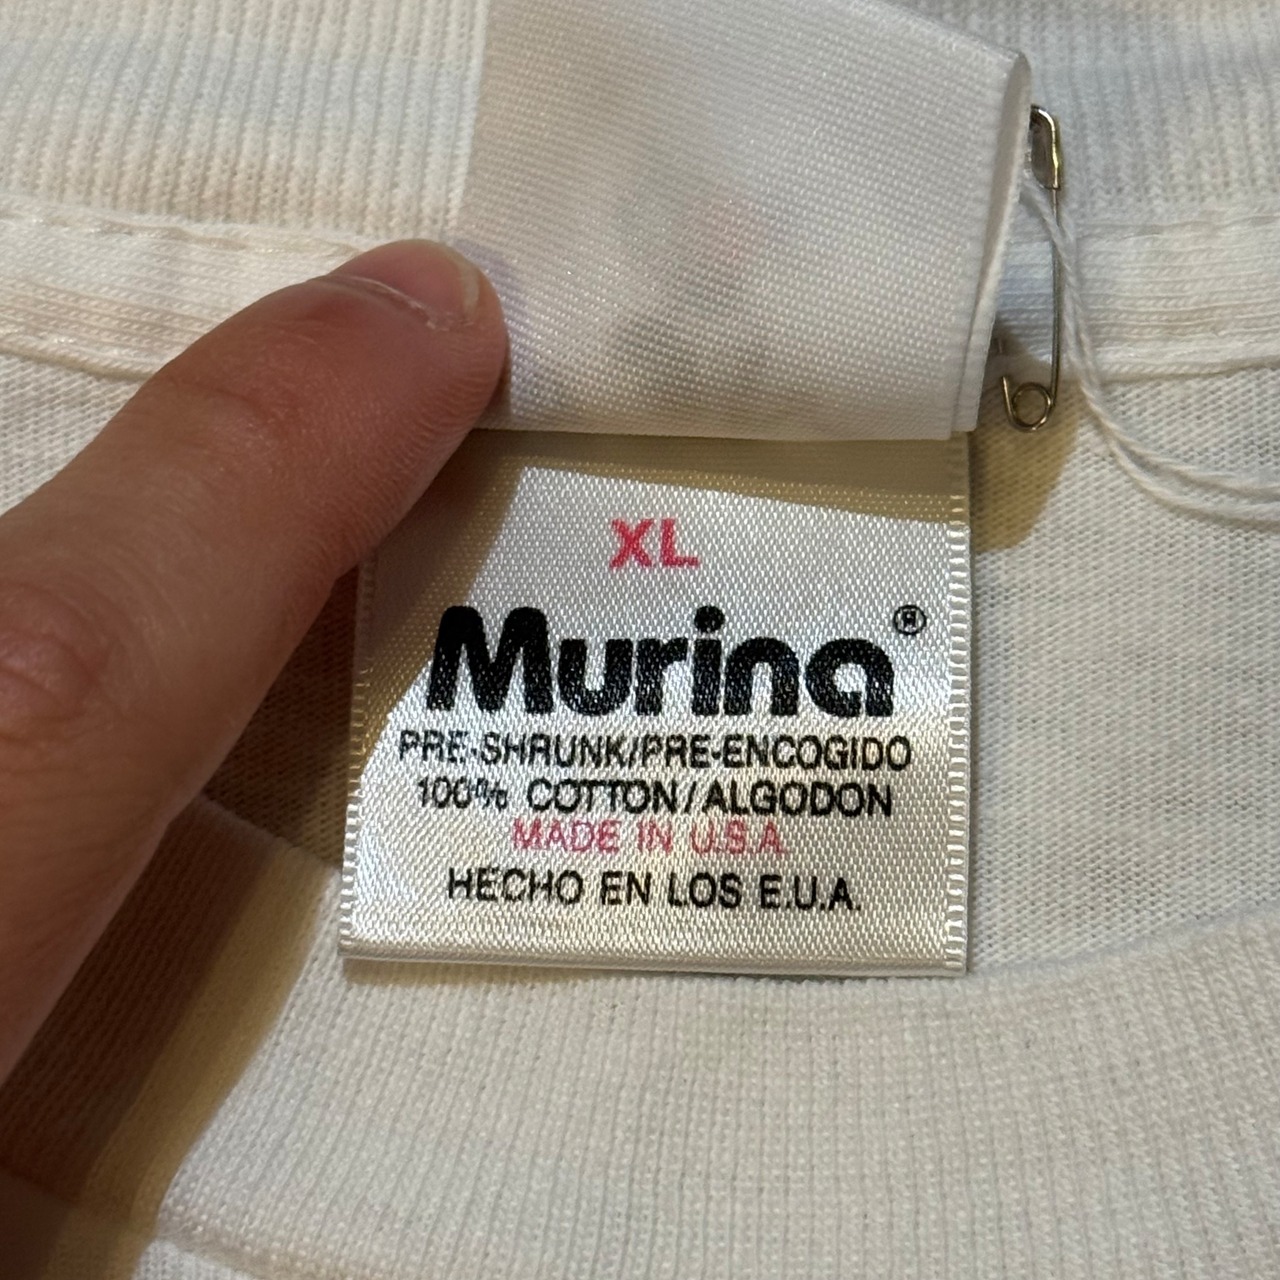 XL
Murina®
PRE-SHRUNK/PRE-ENCOGIDO
100% COTTON/ALGODON
MADE IN U.S.A.
HECHO EN LOS E.U.A.